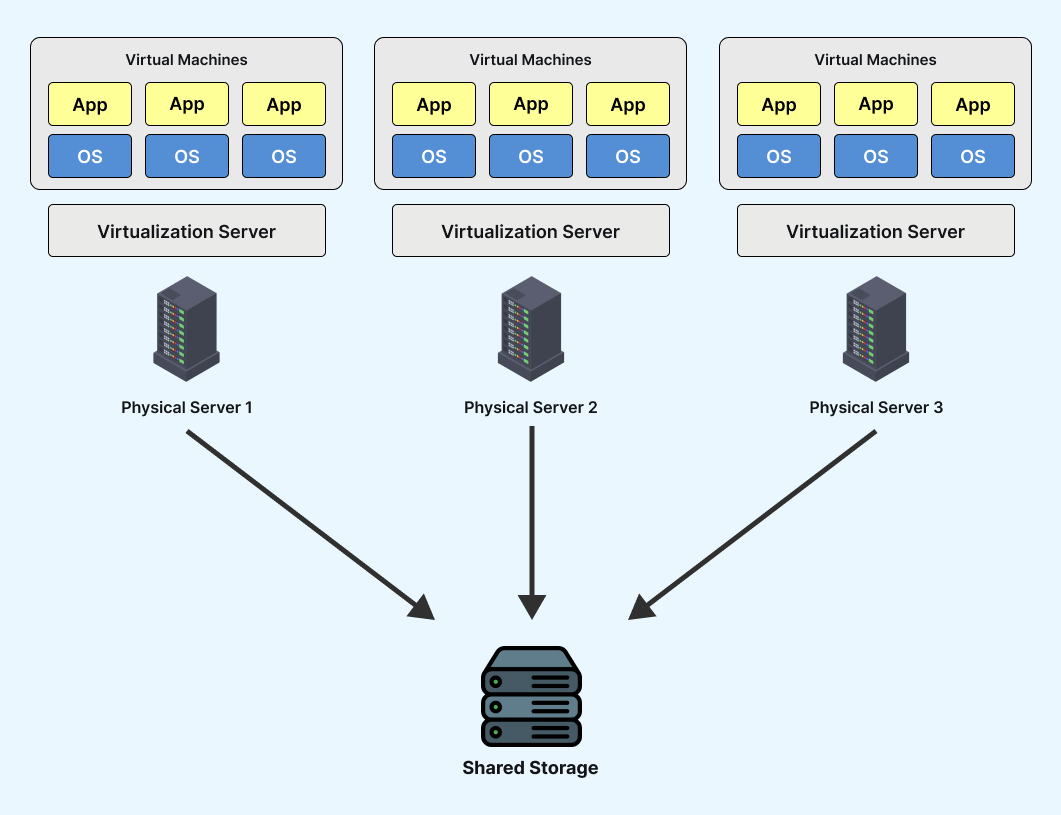 Virtual Machines
App App App
OS OS OS
Virtualization Server
Physical Server 1
Virtual Machines
App App App
OS OS OS
Virtualization Server
Physical Server 2
Virtual Machines
App App App
OS OS OS
Virtualization Server
Physical Server 3
Shared Storage